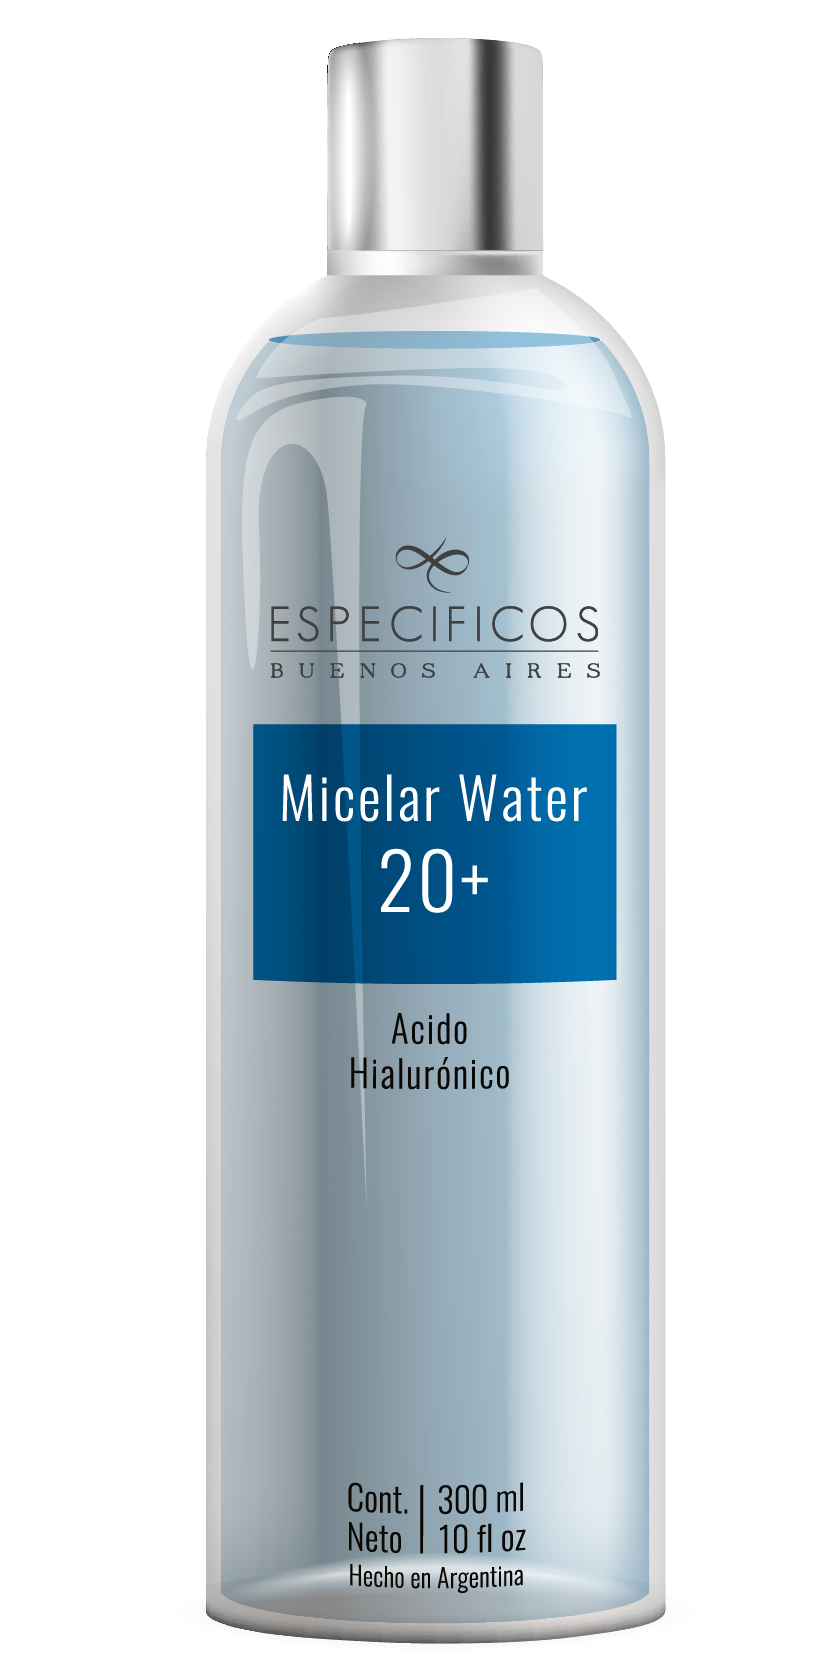 ESPECIFICOS
BUENOS AIRES
Micelar Water
20+
Acido
Hialurónico
Cont. | 300 ml
Neto | 10 fl oz
Hecho en Argentina